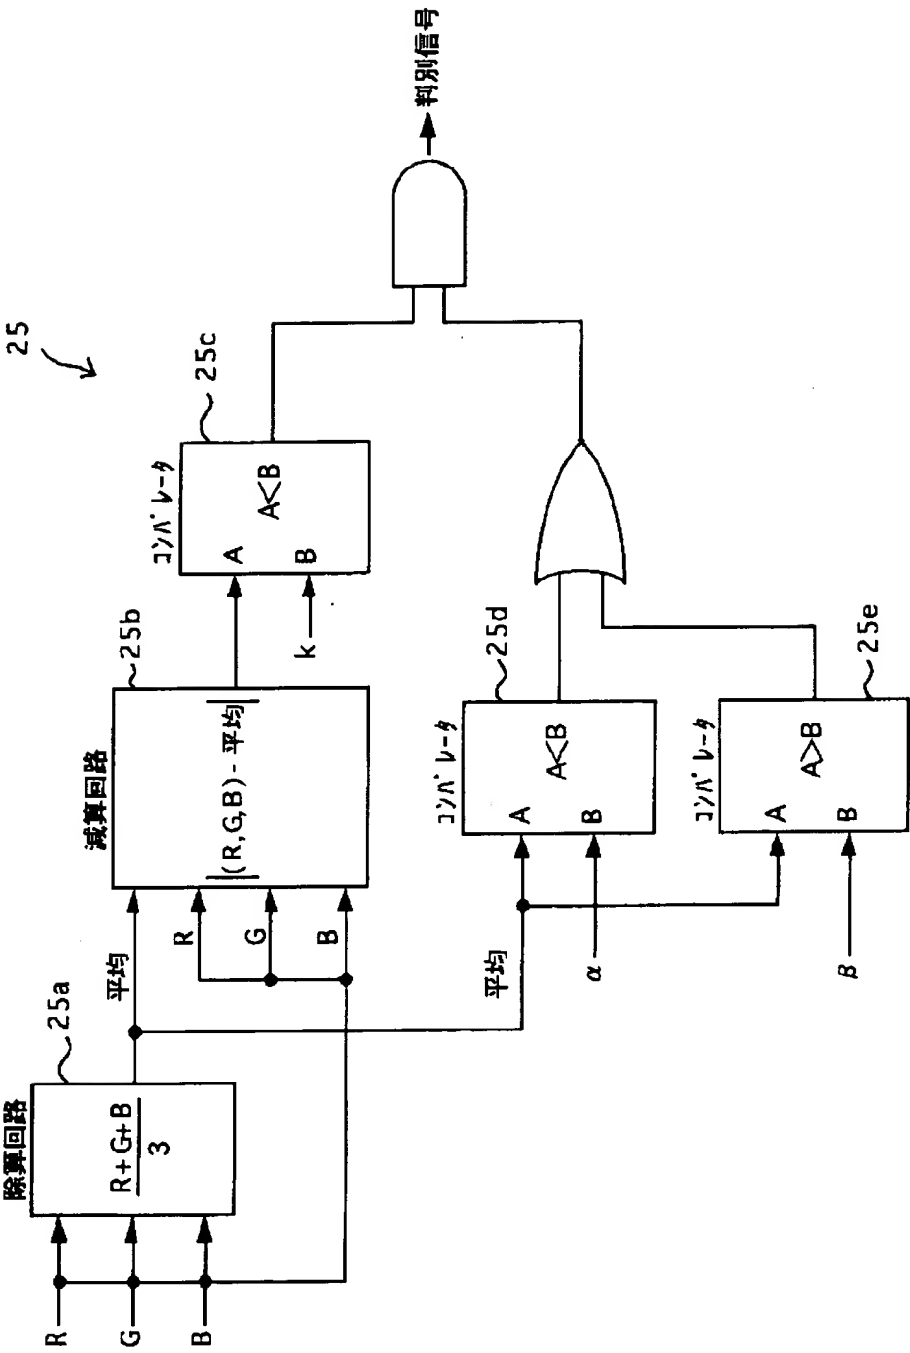 25
除算回路
25a
R+G+B
3
R
G
B
平均
減算回路
25b
|(R,G,B)-平均|
R
G
B
コンパレータ
25c
A<B
A
B
k
平均
コンパレータ
25d
A<B
A
B
α
コンパレータ
25e
A>B
A
B
β
判別信号